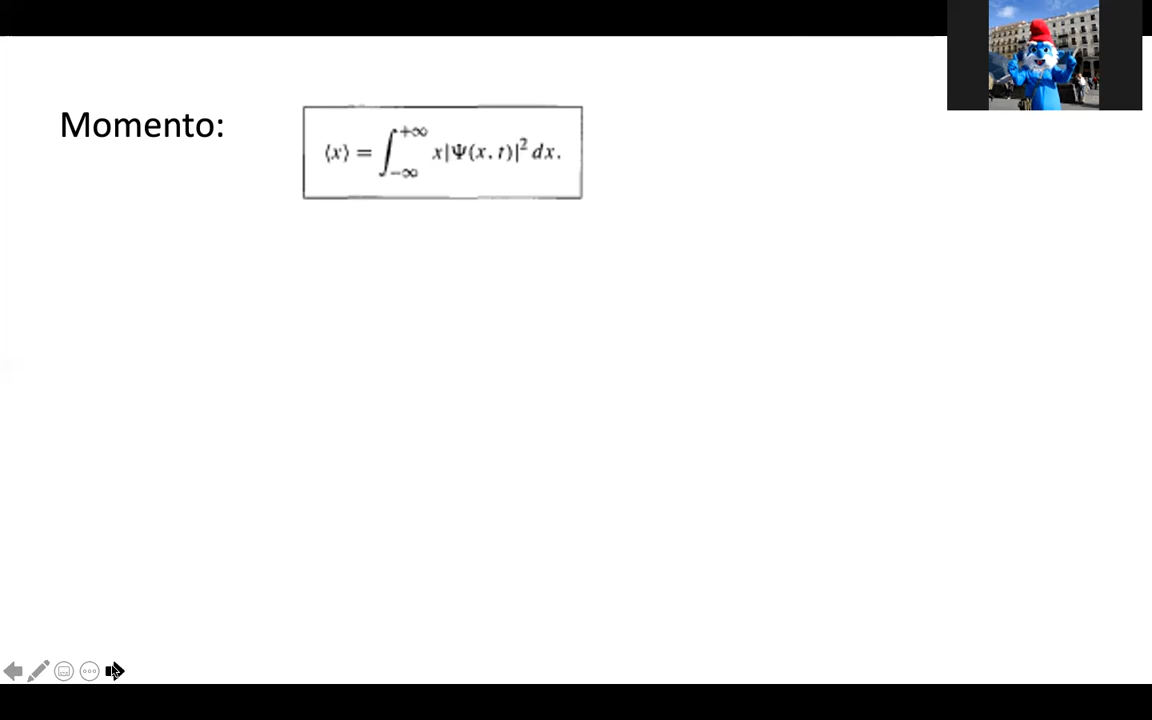 Momento:
⟨x⟩ = ∫_{-∞}^{+∞} x|Ψ(x, t)|² dx.